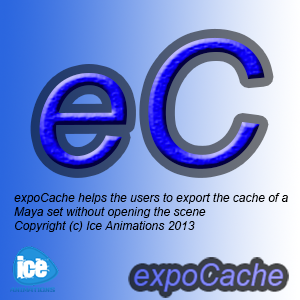 eC
expoCache helps the users to export the cache of a
Maya set without opening the scene
Copyright (c) Ice Animations 2013
ice
expoCache